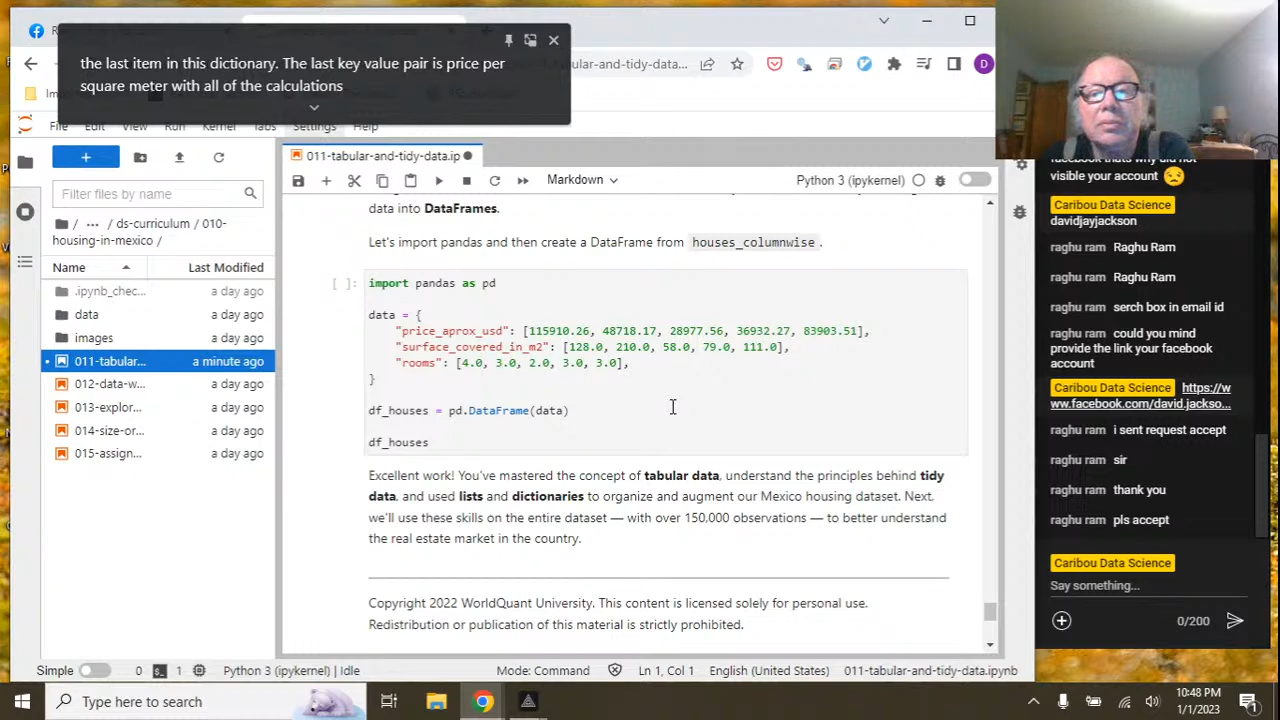 the last item in this dictionary. The last key value pair is price per
square meter with all of the calculations
abular-and-tidy-data...
D
File Edit View Run Kernel Tabs Settings Help
Filter files by name
/ ... / ds-curriculum / 010-
housing-in-mexico /
Name Last Modified
.ipynb_chec... a day ago
data a day ago
images a day ago
011-tabular... a minute ago
012-data-w... a day ago
013-explor... a day ago
014-size-or... a day ago
015-assign... a day ago
011-tabular-and-tidy-data.ip
Markdown
Python 3 (ipykernel)
data into DataFrames.
Let's import pandas and then create a DataFrame from houses_columnwise .
[ ]: import pandas as pd
data = {
"price_aprox_usd": [115910.26, 48718.17, 28977.56, 36932.27, 83903.51],
"surface_covered_in_m2": [128.0, 210.0, 58.0, 79.0, 111.0],
"rooms": [4.0, 3.0, 2.0, 3.0, 3.0],
}
df_houses = pd.DataFrame(data)
df_houses
Excellent work! You've mastered the concept of tabular data, understand the principles behind tidy
data, and used lists and dictionaries to organize and augment our Mexico housing dataset. Next,
we'll use these skills on the entire dataset — with over 150,000 observations — to better understand
the real estate market in the country.
Copyright 2022 WorldQuant University. This content is licensed solely for personal use.
Redistribution or publication of this material is strictly prohibited.
Simple 0 1 Python 3 (ipykernel) | Idle Mode: Command Ln 1, Col 1 English (United States) 011-tabular-and-tidy-data.ipynb
facebook thats why did not
visible your account
Caribou Data Science
davidjayjackson
raghu ram Raghu Ram
raghu ram Raghu Ram
raghu ram serch box in email id
raghu ram could you mind
provide the link your facebook
account
Caribou Data Science https://w
ww.facebook.com/david.jackso...
raghu ram i sent request accept
raghu ram sir
raghu ram thank you
raghu ram pls accept
Caribou Data Science
Say something...
0/200
Type here to search
10:48 PM
1/1/2023
1